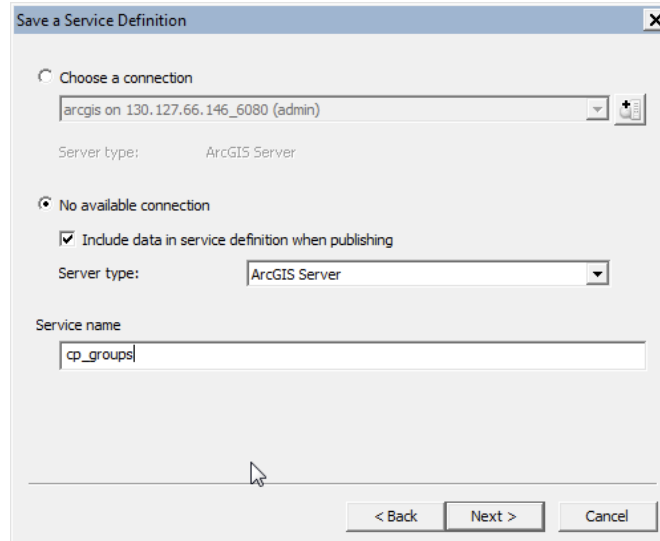 Save a Service Definition
Choose a connection
arcgis on 130.127.66.146_6080 (admin)
Server type: ArcGIS Server
No available connection
Include data in service definition when publishing
Server type: ArcGIS Server
Service name
cp_groups
< Back Next > Cancel